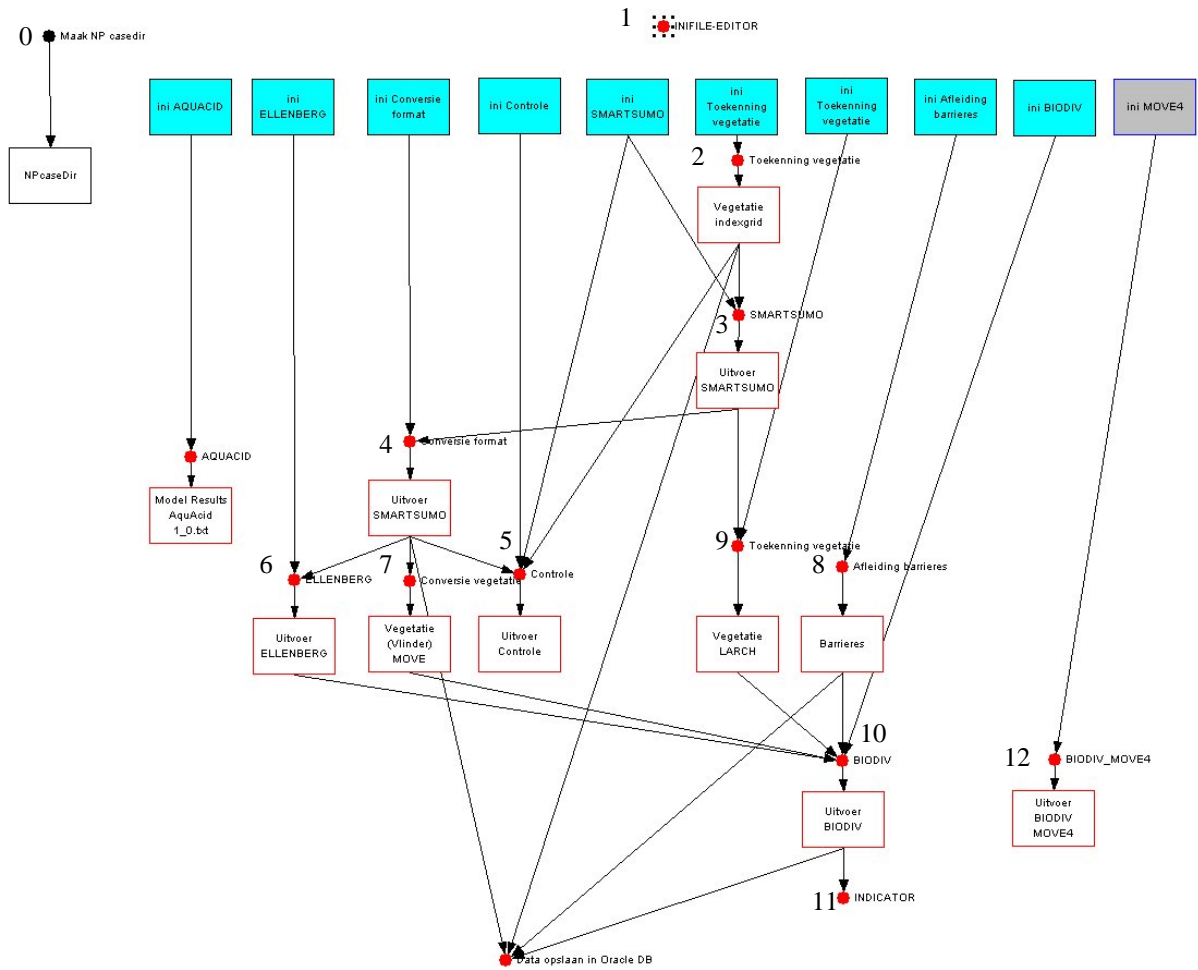 1
INIFILE-EDITOR
0
Maak NP casedir
ini AQUACID
ini
ELLENBERG
ini Conversie
format
ini Controle
ini
SMARTSUMO
ini
Toekenning
vegetatie
ini
Toekenning
vegetatie
ini Afleiding
barrieres
ini BIODIV
ini MOVE4
NPcaseDir
2
Toekenning vegetatie
Vegetatie
indexgrid
3
SMARTSUMO
Uitvoer
SMARTSUMO
4
Conversie format
AQUACID
Model Results
AquAcid
1_0.txt
Uitvoer
SMARTSUMO
5
Controle
6
ELLENBERG
7
Conversie vegetatie
9
Toekenning vegetatie
8
Afleiding barrieres
Uitvoer
ELLENBERG
Vegetatie
(Vlinder)
MOVE
Uitvoer
Controle
Vegetatie
LARCH
Barrieres
10
BIODIV
12
BIODIV_MOVE4
Uitvoer
BIODIV
Uitvoer
BIODIV
MOVE4
11
INDICATOR
Data opslaan in Oracle DB